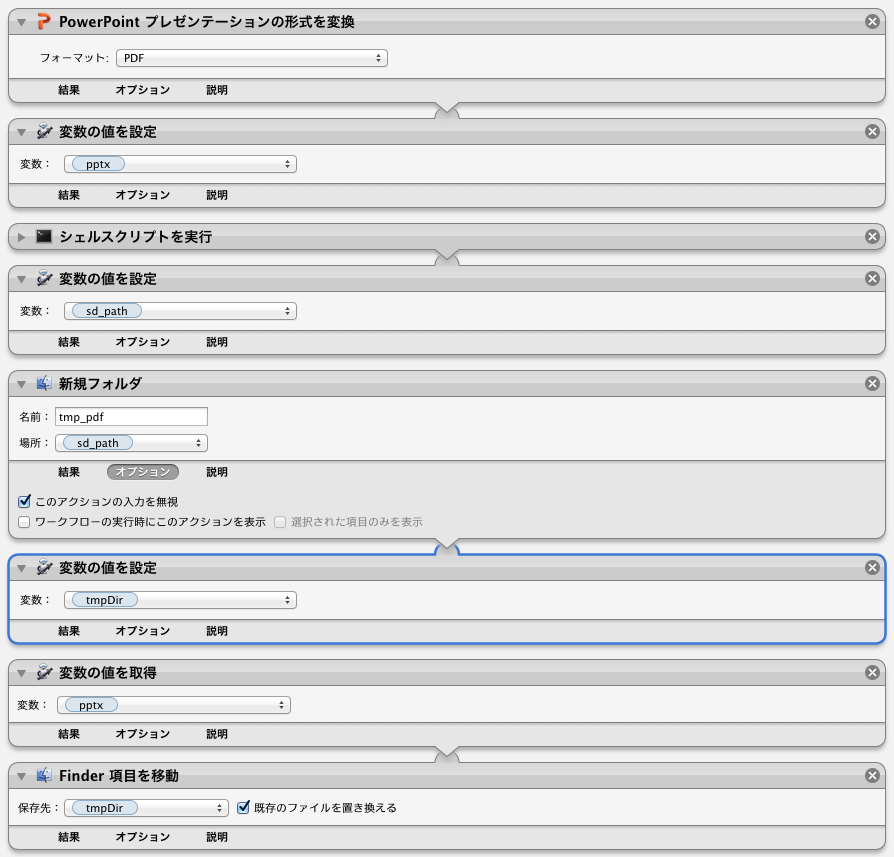 PowerPoint プレゼンテーションの形式を変換
フォーマット: PDF
結果 オプション 説明
変数の値を設定
変数： pptx
結果 オプション 説明
シェルスクリプトを実行
変数の値を設定
変数： sd_path
結果 オプション 説明
新規フォルダ
名前： tmp_pdf
場所： sd_path
結果 オプション 説明
このアクションの入力を無視
ワークフローの実行時にこのアクションを表示 選択された項目のみを表示
変数の値を設定
変数： tmpDir
結果 オプション 説明
変数の値を取得
変数： pptx
結果 オプション 説明
Finder 項目を移動
保存先： tmpDir 既存のファイルを置き換える
結果 オプション 説明